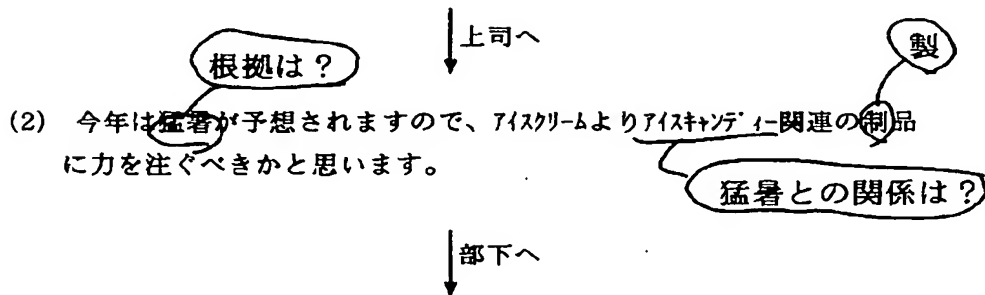 上司へ
製
根拠は？
(2) 今年は猛暑が予想されますので、アイスクリームよりアイスキャンディー関連の制品
に力を注ぐべきかと思います。
猛暑との関係は？
部下へ